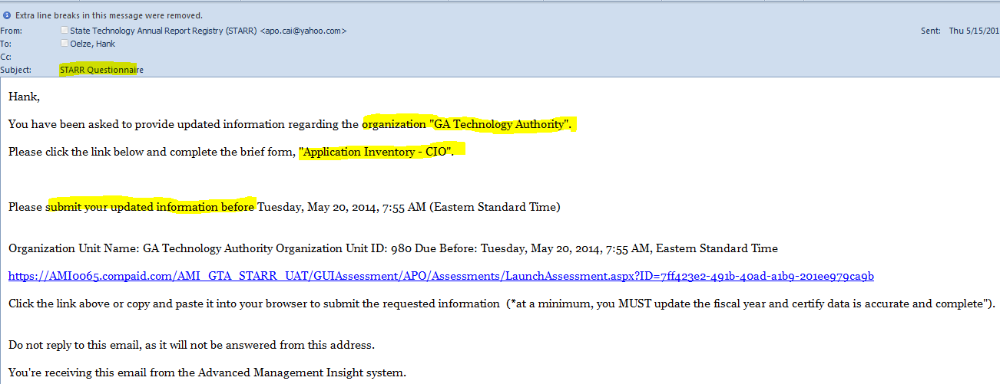 Extra line breaks in this message were removed.
From: State Technology Annual Report Registry (STARR) <apo.cai@yahoo.com> Sent: Thu 5/15/201
To: Oelze, Hank
Cc:
Subject: STARR Questionnaire
Hank,
You have been asked to provide updated information regarding the organization "GA Technology Authority".
Please click the link below and complete the brief form, "Application Inventory - CIO".
Please submit your updated information before Tuesday, May 20, 2014, 7:55 AM (Eastern Standard Time)
Organization Unit Name: GA Technology Authority Organization Unit ID: 980 Due Before: Tuesday, May 20, 2014, 7:55 AM, Eastern Standard Time
https://AMI0065.compaid.com/AMI_GTA_STARR_UAT/GUIAssessment/APO/Assessments/LaunchAssessment.aspx?ID=7ff423e2-491b-40ad-a1b9-201ee979ca9b
Click the link above or copy and paste it into your browser to submit the requested information  (*at a minimum, you MUST update the fiscal year and certify data is accurate and complete").
Do not reply to this email, as it will not be answered from this address.
You're receiving this email from the Advanced Management Insight system.